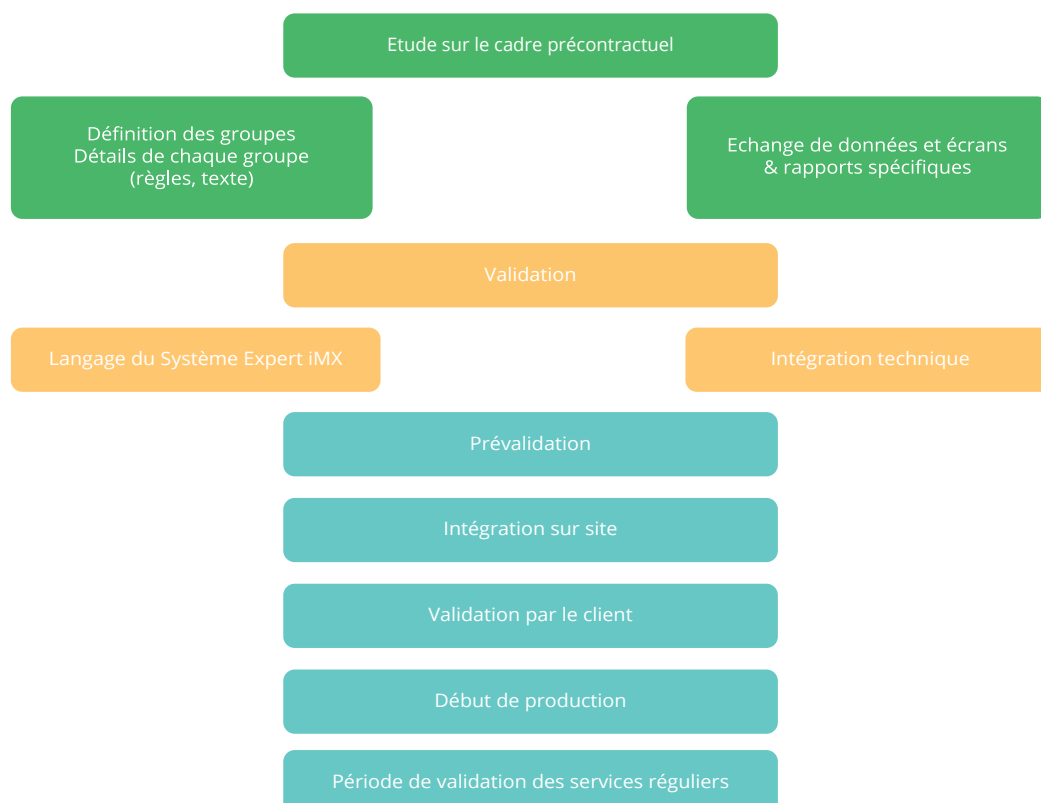 Etude sur le cadre précontractuel
Définition des groupes
Détails de chaque groupe
(règles, texte)
Echange de données et écrans
& rapports spécifiques
Validation
Langage du Système Expert iMX
Intégration technique
Prévalidation
Intégration sur site
Validation par le client
Début de production
Période de validation des services réguliers